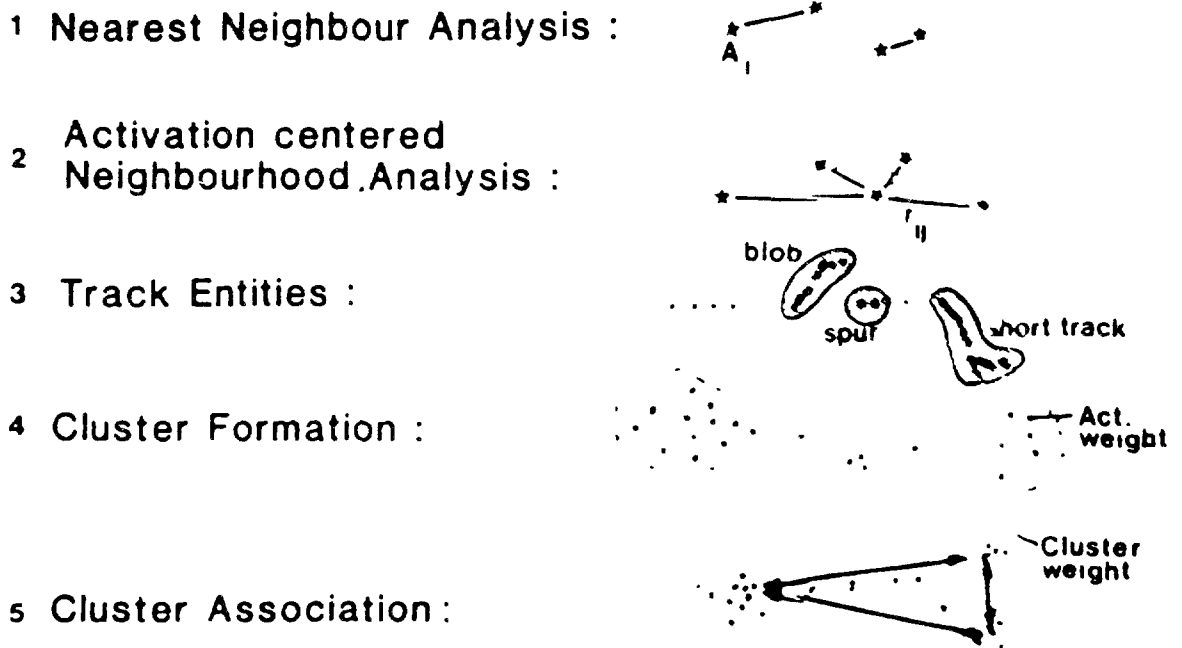 1 Nearest Neighbour Analysis :
A I
2 Activation centered
Neighbourhood Analysis :
r ij
3 Track Entities :
blob
spur
short track
4 Cluster Formation :
Act.
weight
5 Cluster Association :
Cluster
weight